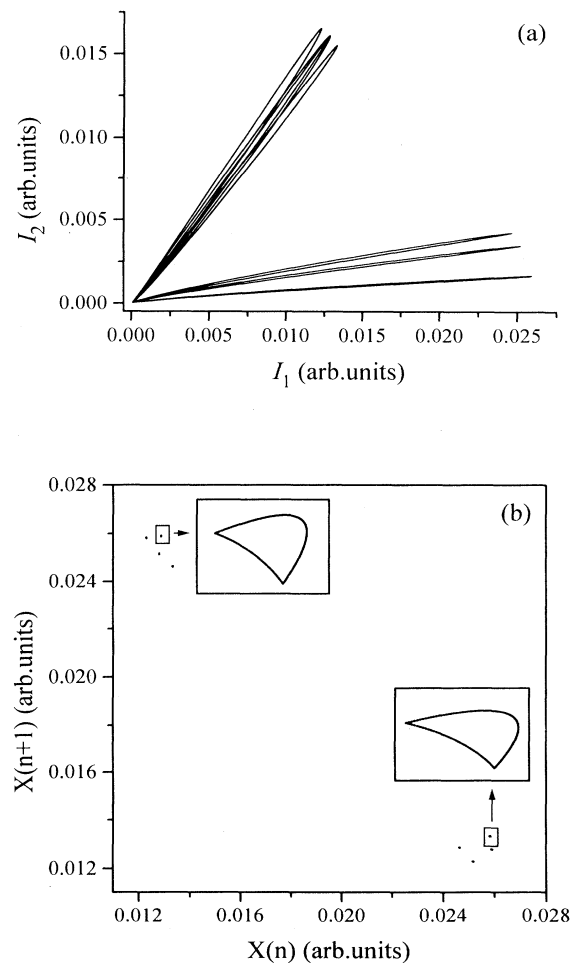 (a)
0.015
0.010
0.005
0.000
I₂ (arb.units)
0.000 0.005 0.010 0.015 0.020 0.025
I₁ (arb.units)
(b)
0.028
0.024
0.020
0.016
0.012
X(n+1) (arb.units)
0.012 0.016 0.020 0.024 0.028
X(n) (arb.units)